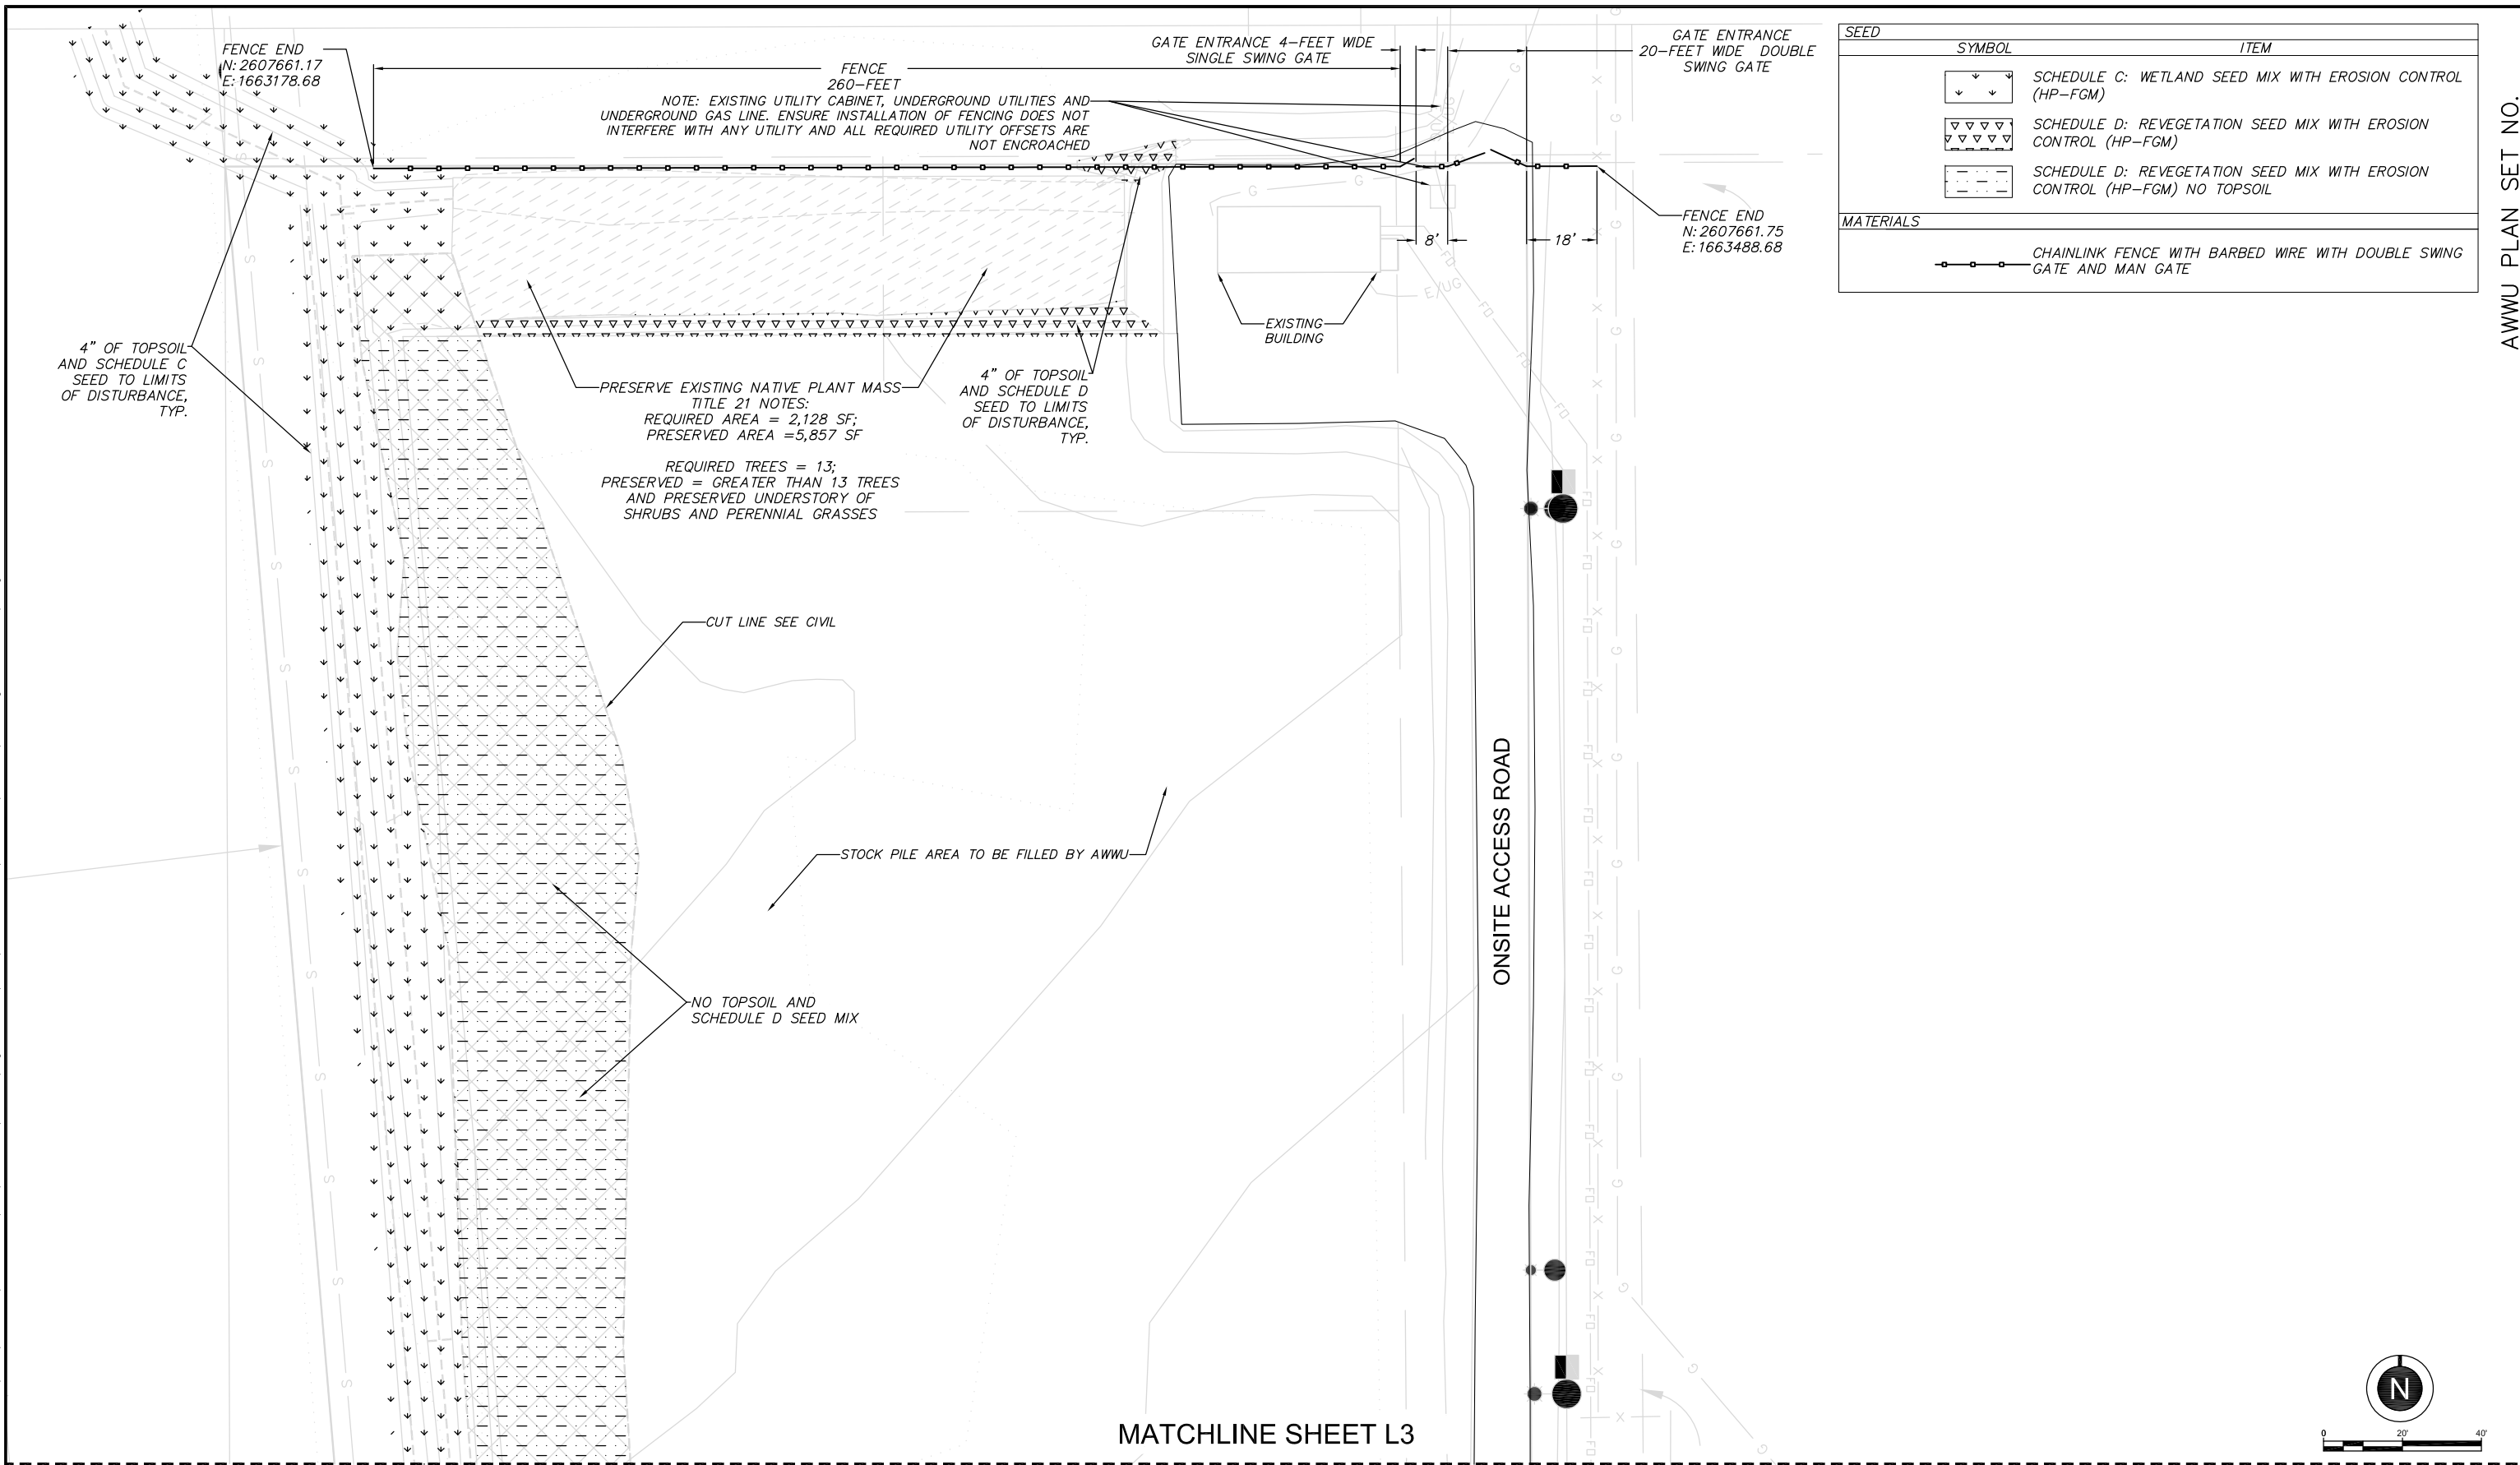 FENCE END
N: 2607661.17
E: 1663178.68
FENCE
260-FEET
NOTE: EXISTING UTILITY CABINET, UNDERGROUND UTILITIES AND
UNDERGROUND GAS LINE. ENSURE INSTALLATION OF FENCING DOES NOT
INTERFERE WITH ANY UTILITY AND ALL REQUIRED UTILITY OFFSETS ARE
NOT ENCROACHED
GATE ENTRANCE 4-FEET WIDE
SINGLE SWING GATE
GATE ENTRANCE
20-FEET WIDE DOUBLE
SWING GATE
SEED
SYMBOL ITEM
SCHEDULE C: WETLAND SEED MIX WITH EROSION CONTROL
(HP-FGM)
SCHEDULE D: REVEGETATION SEED MIX WITH EROSION
CONTROL (HP-FGM)
SCHEDULE D: REVEGETATION SEED MIX WITH EROSION
CONTROL (HP-FGM) NO TOPSOIL
MATERIALS
CHAINLINK FENCE WITH BARBED WIRE WITH DOUBLE SWING
GATE AND MAN GATE
AWWU PLAN SET NO.
FENCE END
N: 2607661.75
E: 1663488.68
8'
18'
EXISTING
BUILDING
E/UG
4" OF TOPSOIL
AND SCHEDULE C
SEED TO LIMITS
OF DISTURBANCE,
TYP.
PRESERVE EXISTING NATIVE PLANT MASS
TITLE 21 NOTES:
REQUIRED AREA = 2,128 SF;
PRESERVED AREA =5,857 SF
REQUIRED TREES = 13;
PRESERVED = GREATER THAN 13 TREES
AND PRESERVED UNDERSTORY OF
SHRUBS AND PERENNIAL GRASSES
4" OF TOPSOIL
AND SCHEDULE D
SEED TO LIMITS
OF DISTURBANCE,
TYP.
CUT LINE SEE CIVIL
STOCK PILE AREA TO BE FILLED BY AWWU
NO TOPSOIL AND
SCHEDULE D SEED MIX
ONSITE ACCESS ROAD
MATCHLINE SHEET L3
N
0 20' 40'